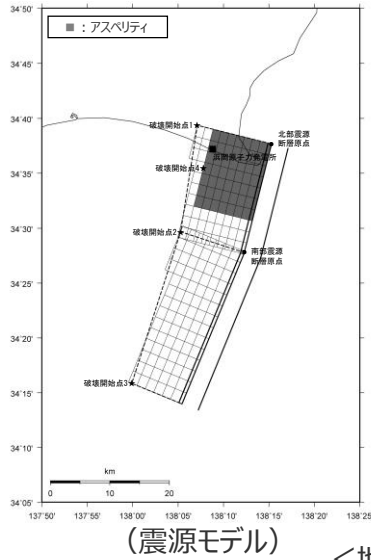 34˚50'
■ : アスペリティ
34˚45'
34˚40'
破壊開始点1
北部震源
断層原点
浜岡原子力発電所
34˚35'
破壊開始点4
34˚30'
破壊開始点2
南部震源
断層原点
34˚25'
34˚20'
34˚15'
破壊開始点3
34˚10'
km
0 10 20
34˚05'
137˚50' 137˚55' 138˚00' 138˚05' 138˚10' 138˚15' 138˚20' 138˚25'
(震源モデル)